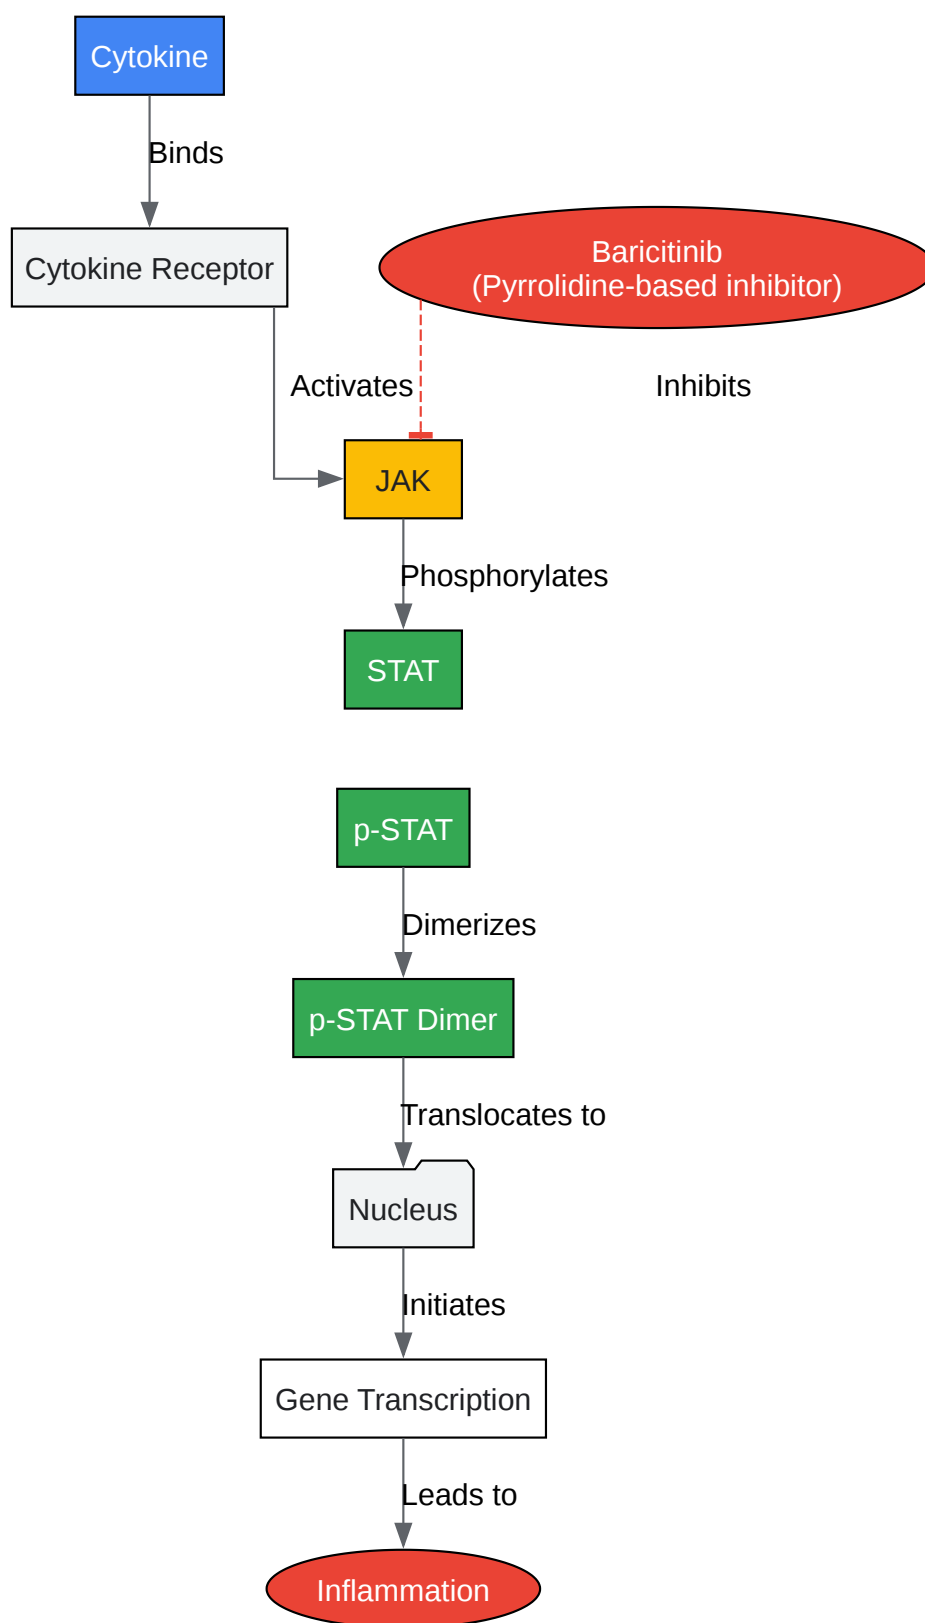 Cytokine
Binds
Cytokine Receptor
Baricitinib
(Pyrrolidine-based inhibitor)
Activates
Inhibits
JAK
Phosphorylates
STAT
p-STAT
Dimerizes
p-STAT Dimer
Translocates to
Nucleus
Initiates
Gene Transcription
Leads to
Inflammation